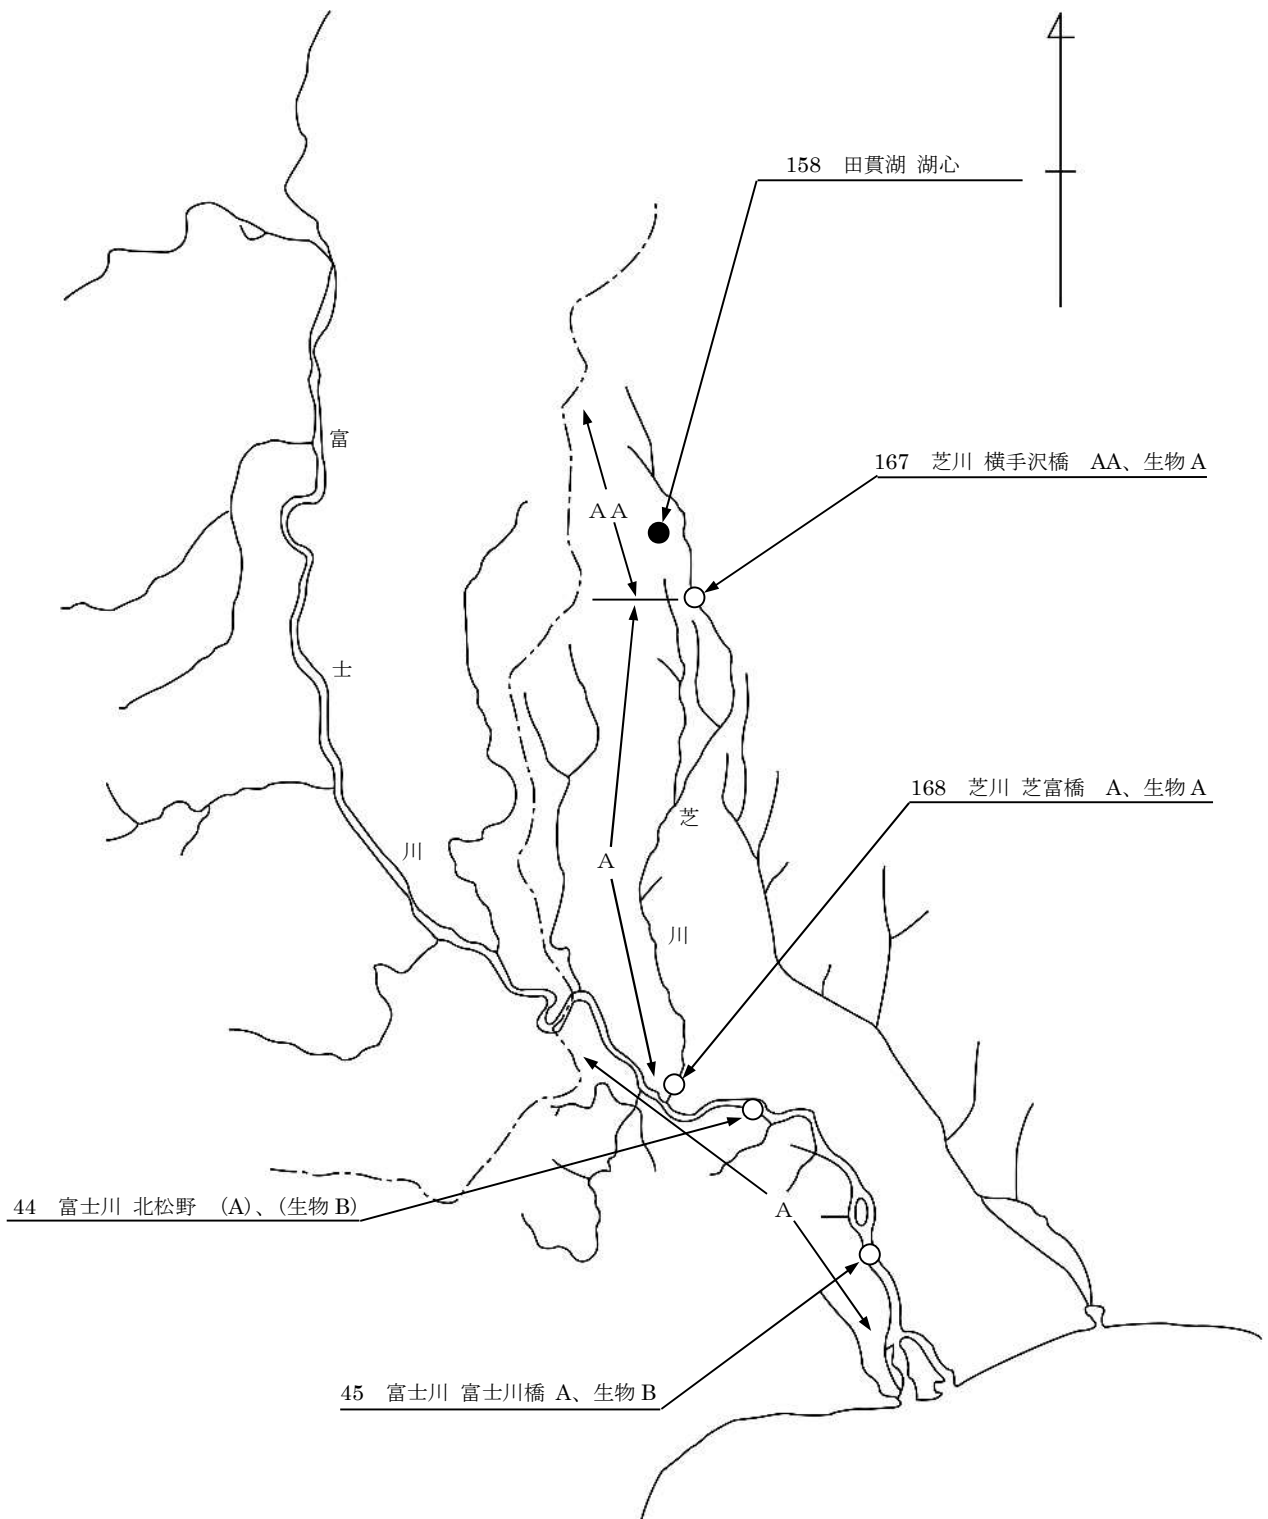 158 田貫湖 湖心
富
167 芝川 横手沢橋 AA、生物 A
AA
士
168 芝川 芝富橋 A、生物 A
芝
川
A
川
44 富士川 北松野 (A)、(生物 B)
A
45 富士川 富士川橋 A、生物 B